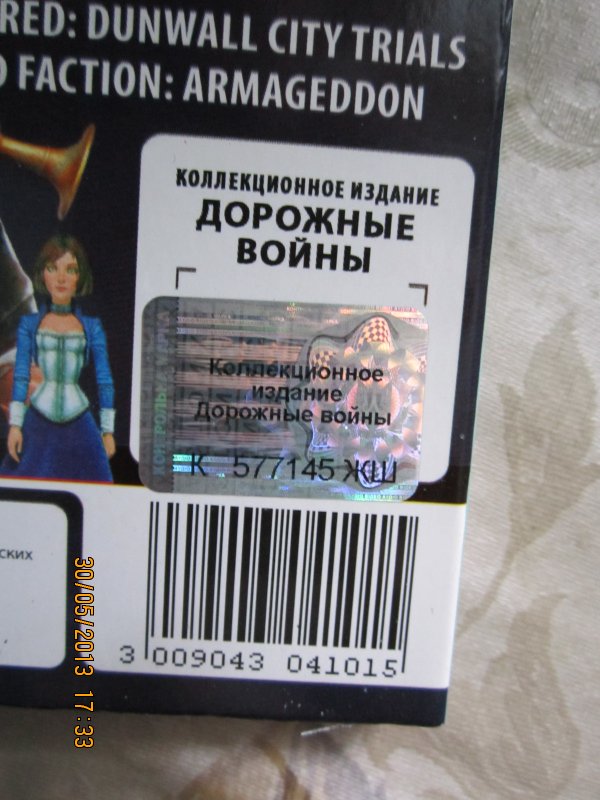 RED: DUNWALL CITY TRIALS
FACTION: ARMAGEDDON
КОЛЛЕКЦИОННОЕ ИЗДАНИЕ
ДОРОЖНЫЕ
ВОЙНЫ
Коллекционное
издание
Дорожные войны
К 577145 ЖШ
ских
3 009043 041015
30/05/2013 17:33